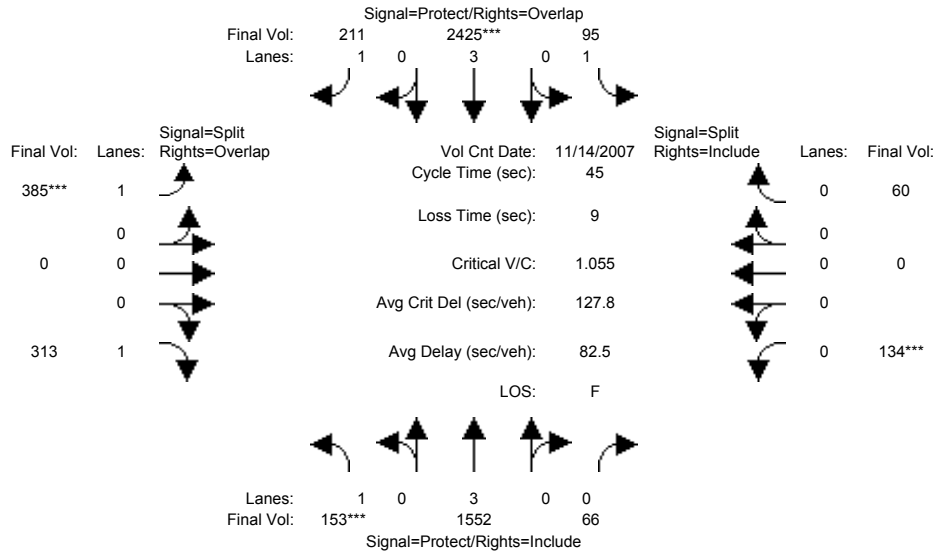 Signal=Protect/Rights=Overlap
Final Vol: 211 2425*** 95
Lanes: 1 0 3 0 1
Signal=Split
Final Vol: Lanes: Rights=Overlap
Vol Cnt Date: 11/14/2007
Signal=Split
Rights=Include Lanes: Final Vol:
Cycle Time (sec): 45
385*** 1
0 60
Loss Time (sec): 9
0
0
0 0
Critical V/C: 1.055
0 0
0
Avg Crit Del (sec/veh): 127.8
0
313 1
Avg Delay (sec/veh): 82.5
0 134***
LOS: F
Lanes: 1 0 3 0 0
Final Vol: 153*** 1552 66
Signal=Protect/Rights=Include